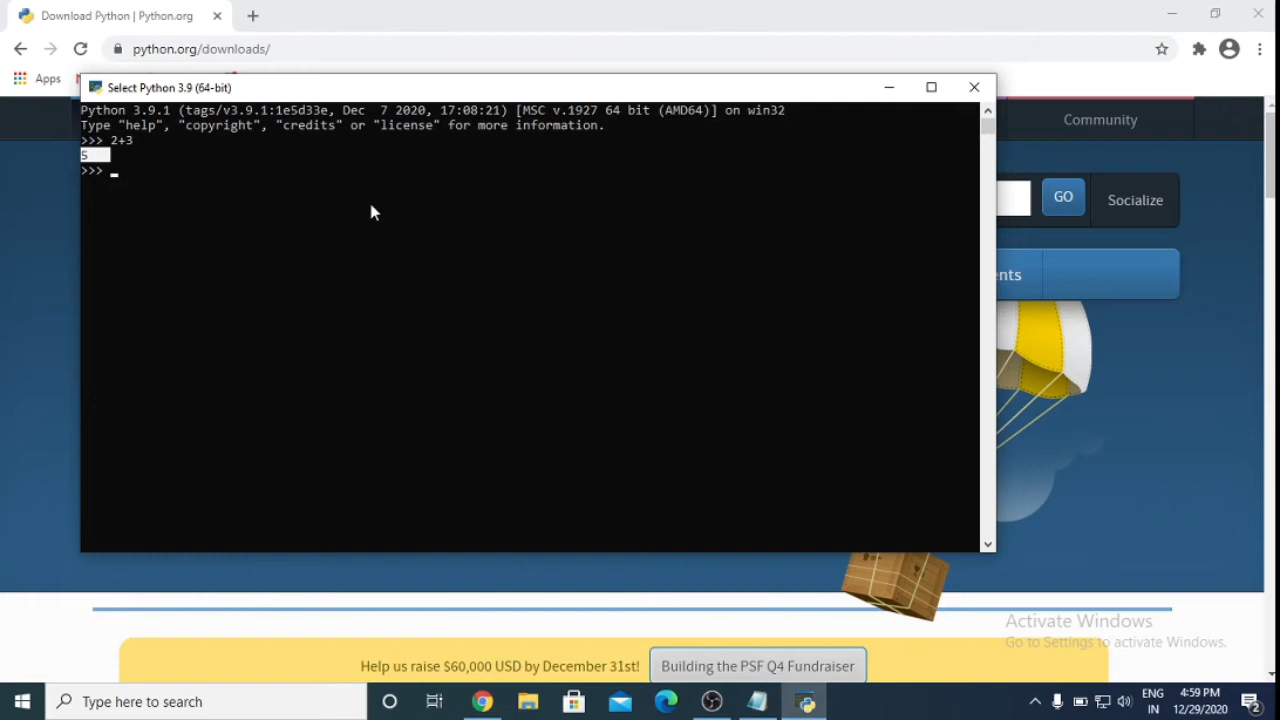 Download Python | Python.org
python.org/downloads/
Apps
Select Python 3.9 (64-bit)
Python 3.9.1 (tags/v3.9.1:1e5d33e, Dec  7 2020, 17:08:21) [MSC v.1927 64 bit (AMD64)] on win32
Type "help", "copyright", "credits" or "license" for more information.
>>> 2+3
5
>>> _
Community
GO
Socialize
ents
Help us raise $60,000 USD by December 31st!
Building the PSF Q4 Fundraiser
Activate Windows
Go to Settings to activate Windows.
Type here to search
ENG
IN
4:59 PM
12/29/2020
2